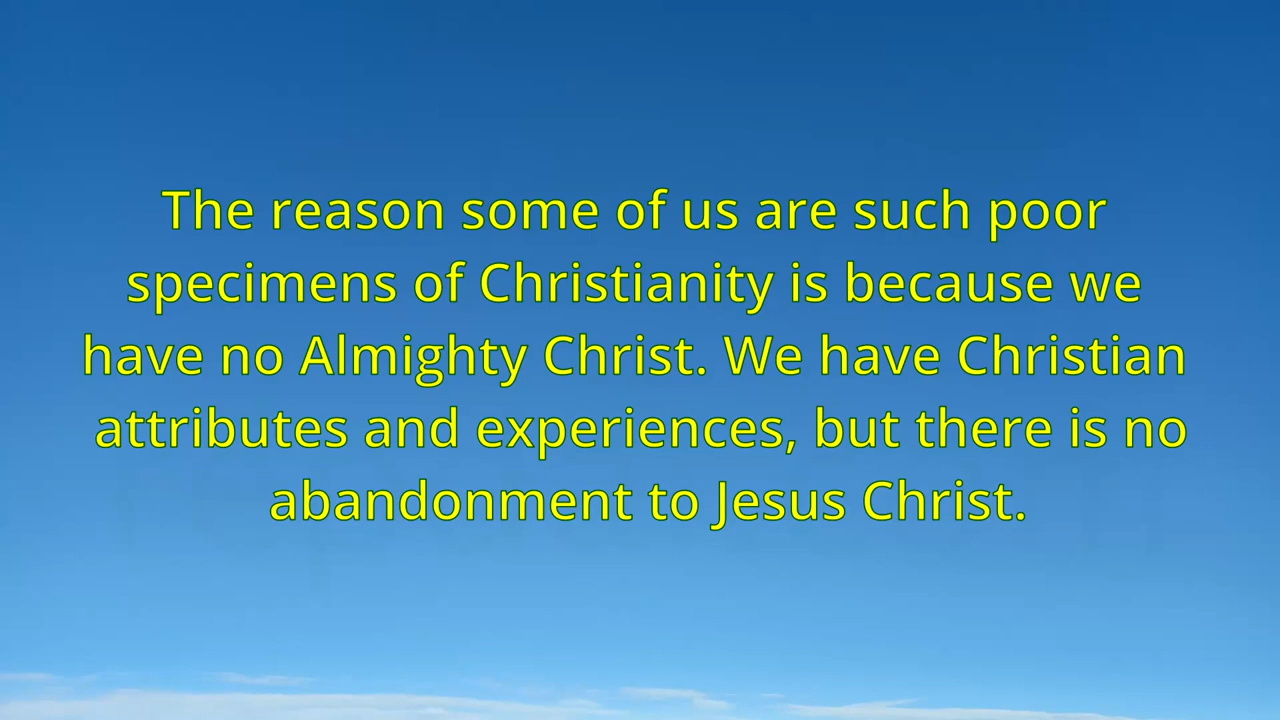 The reason some of us are such poor
specimens of Christianity is because we
have no Almighty Christ. We have Christian
attributes and experiences, but there is no
abandonment to Jesus Christ.